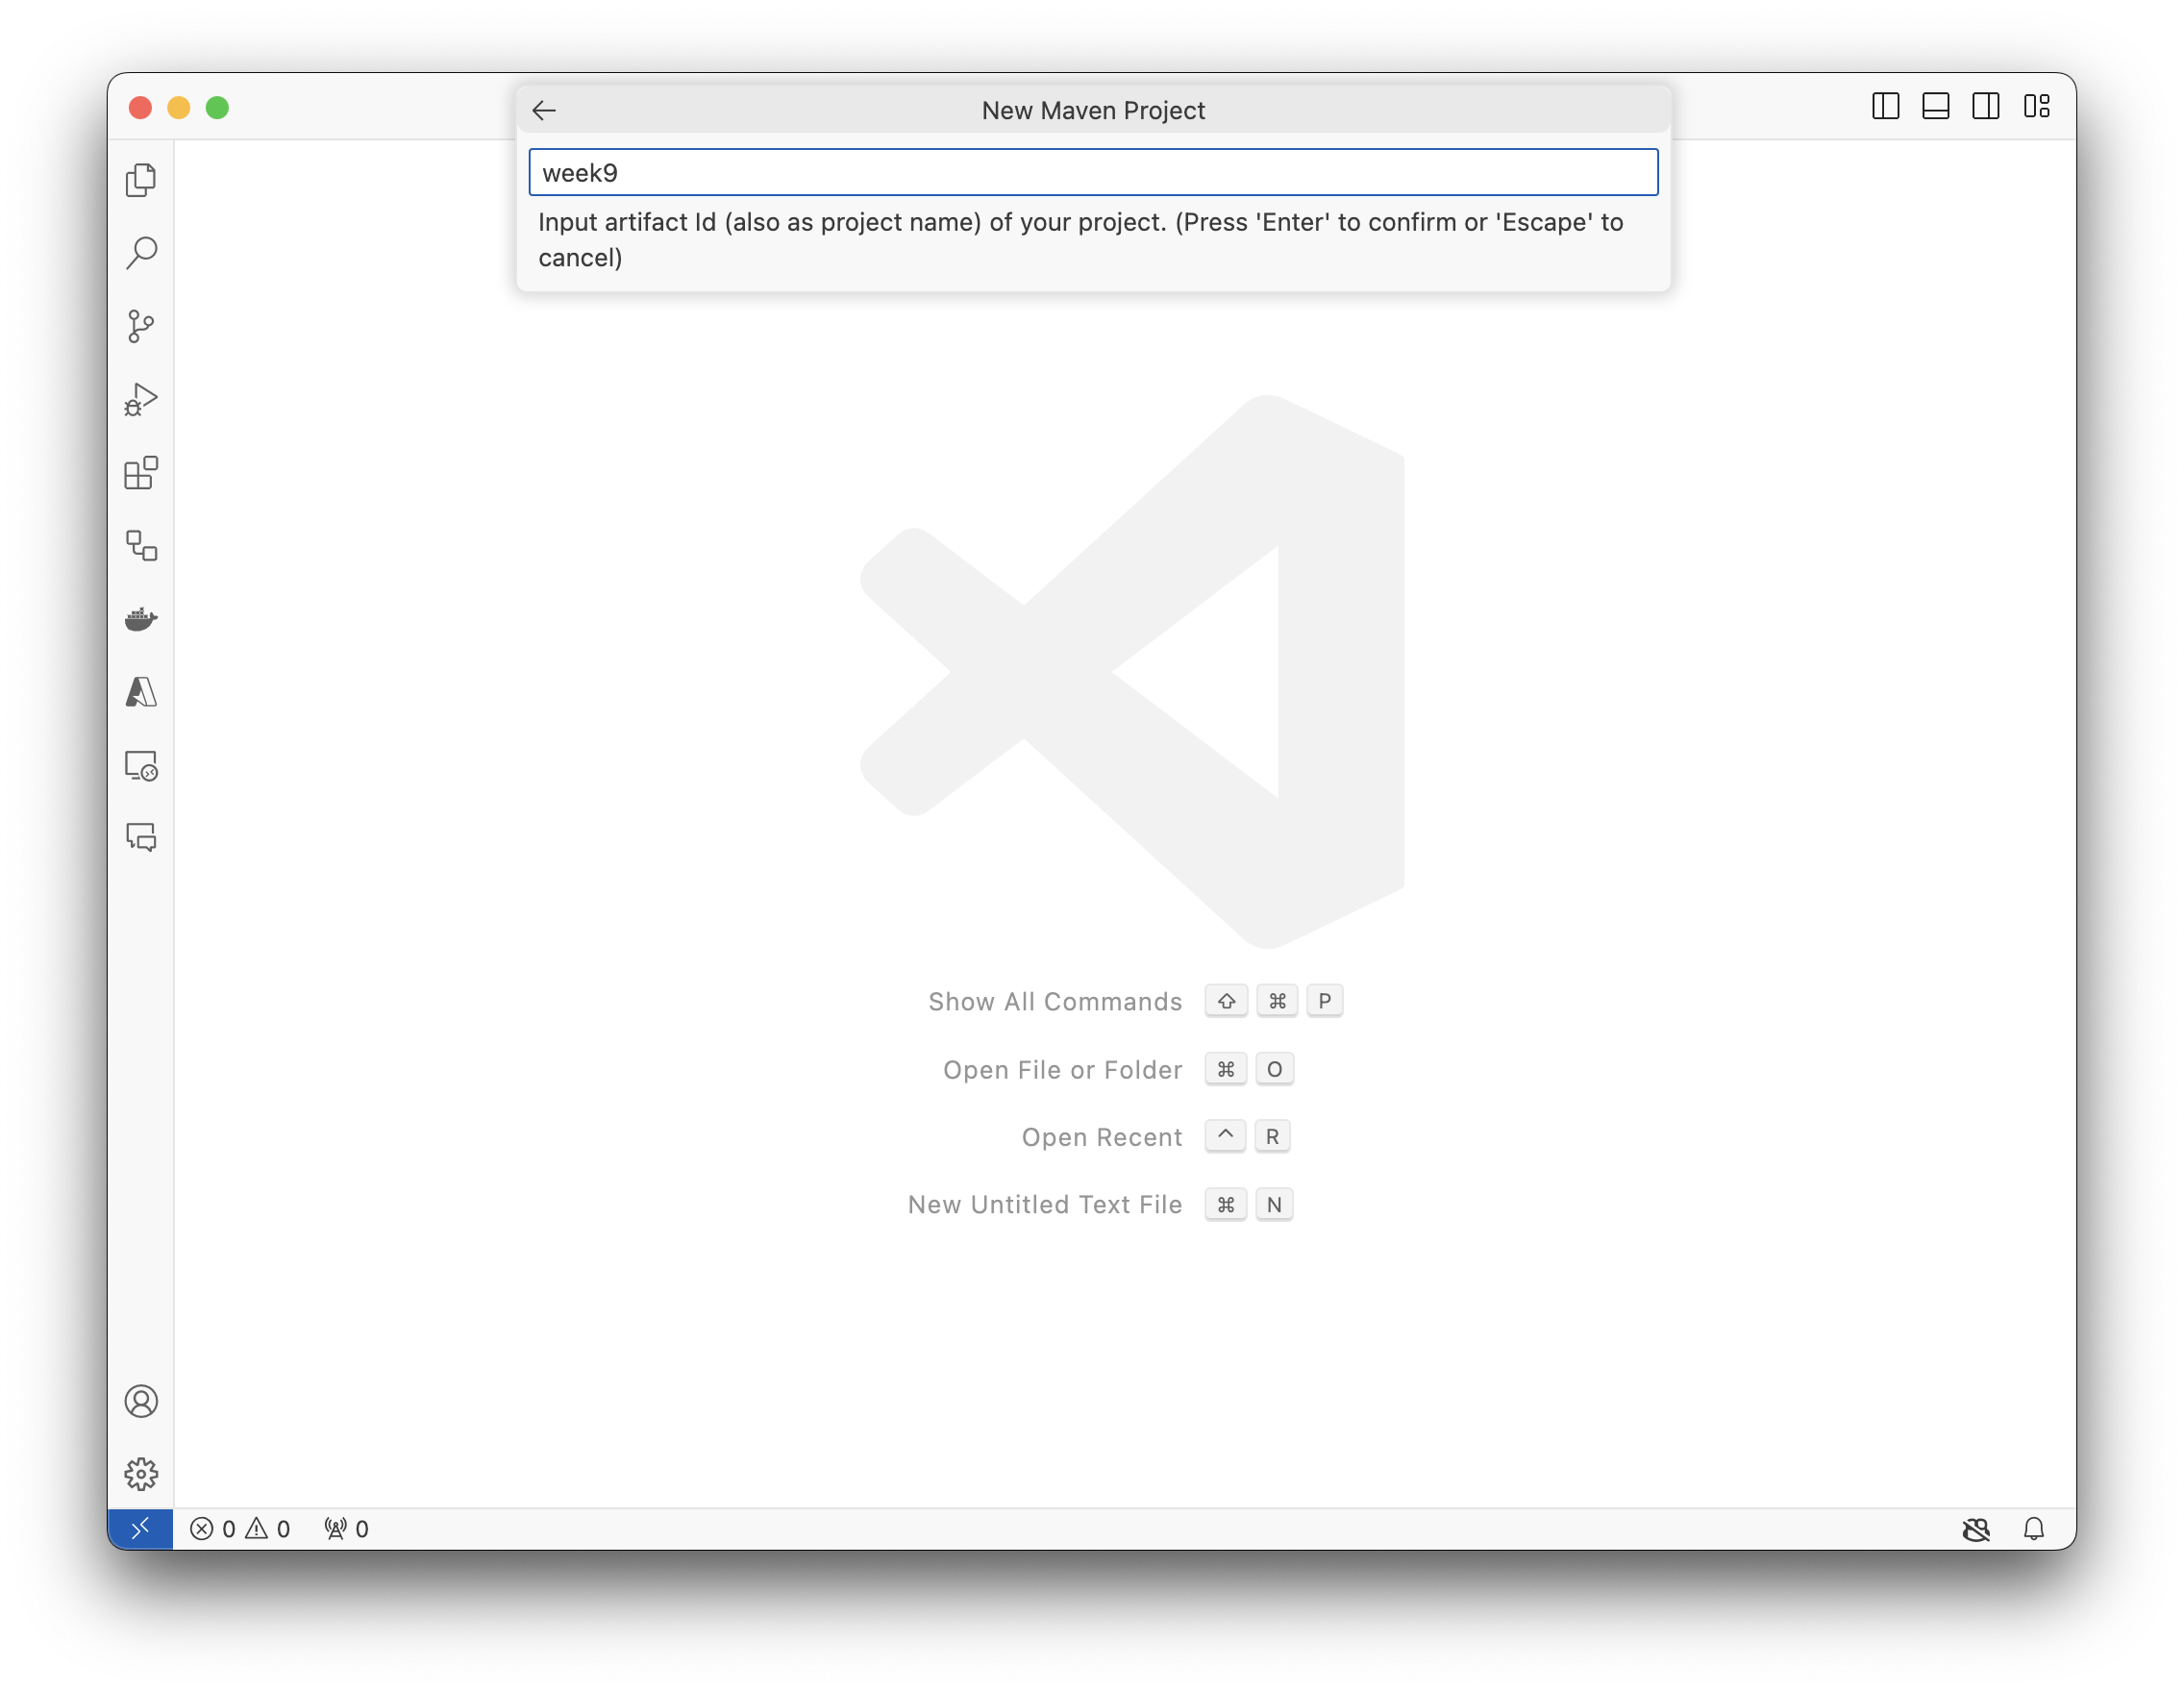 New Maven Project
week9
Input artifact Id (also as project name) of your project. (Press 'Enter' to confirm or 'Escape' to
cancel)
Show All Commands ⇧ ⌘ P
Open File or Folder ⌘ O
Open Recent ^ R
New Untitled Text File ⌘ N
0 0 0